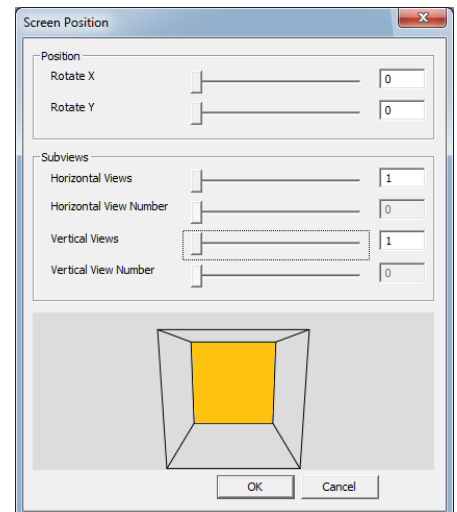 Screen Position
Position
Rotate X 0
Rotate Y 0
Subviews
Horizontal Views 1
Horizontal View Number 0
Vertical Views 1
Vertical View Number 0
OK Cancel